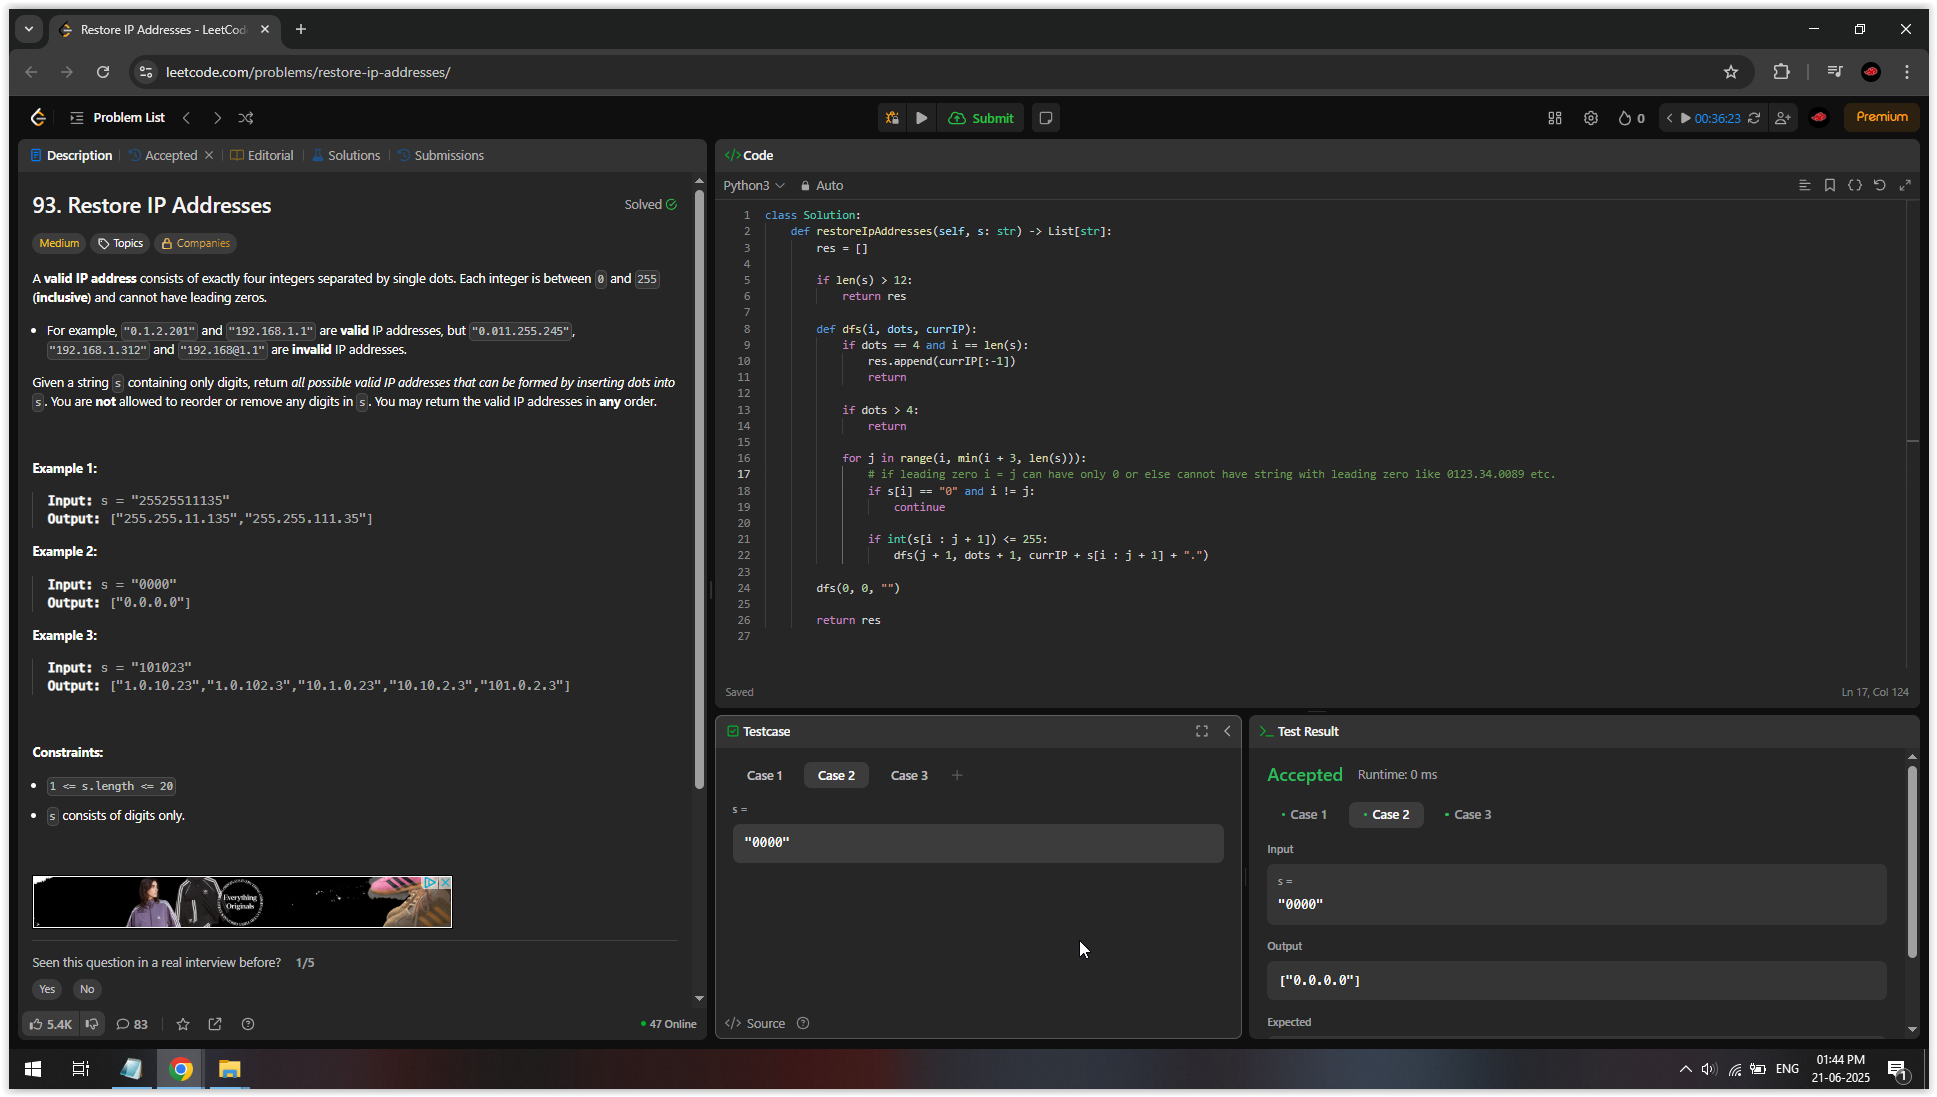 Restore IP Addresses - LeetCod
leetcode.com/problems/restore-ip-addresses/
Problem List
Submit
0
00:36:23
Premium
Description
Accepted
Editorial
Solutions
Submissions
93. Restore IP Addresses
Solved
Medium
Topics
Companies
A valid IP address consists of exactly four integers separated by single dots. Each integer is between 0 and 255
(inclusive) and cannot have leading zeros.
For example, "0.1.2.201" and "192.168.1.1" are valid IP addresses, but "0.011.255.245",
"192.168.1.312" and "192.168@1.1" are invalid IP addresses.
Given a string s containing only digits, return all possible valid IP addresses that can be formed by inserting dots into
s. You are not allowed to reorder or remove any digits in s. You may return the valid IP addresses in any order.
Example 1:
Input: s = "25525511135"
Output: ["255.255.11.135","255.255.111.35"]
Example 2:
Input: s = "0000"
Output: ["0.0.0.0"]
Example 3:
Input: s = "101023"
Output: ["1.0.10.23","1.0.102.3","10.1.0.23","10.10.2.3","101.0.2.3"]
Constraints:
1 <= s.length <= 20
s consists of digits only.
Everything
Originals
Seen this question in a real interview before? 1/5
Yes
No
5.4K
83
47 Online
</> Code
Python3
Auto
1 class Solution:
2 def restoreIpAddresses(self, s: str) -> List[str]:
3 res = []
4
5 if len(s) > 12:
6 return res
7
8 def dfs(i, dots, currIP):
9 if dots == 4 and i == len(s):
10 res.append(currIP[:-1])
11 return
12
13 if dots > 4:
14 return
15
16 for j in range(i, min(i + 3, len(s))):
17 # if leading zero i = j can have only 0 or else cannot have string with leading zero like 0123.34.0089 etc.
18 if s[i] == "0" and i != j:
19 continue
20
21 if int(s[i : j + 1]) <= 255:
22 dfs(j + 1, dots + 1, currIP + s[i : j + 1] + ".")
23
24 dfs(0, 0, "")
25
26 return res
27
Saved
Ln 17, Col 124
Testcase
Case 1
Case 2
Case 3
s =
"0000"
</> Source
Test Result
Accepted
Runtime: 0 ms
Case 1
Case 2
Case 3
Input
s =
"0000"
Output
["0.0.0.0"]
Expected
ENG
01:44 PM
21-06-2025
1